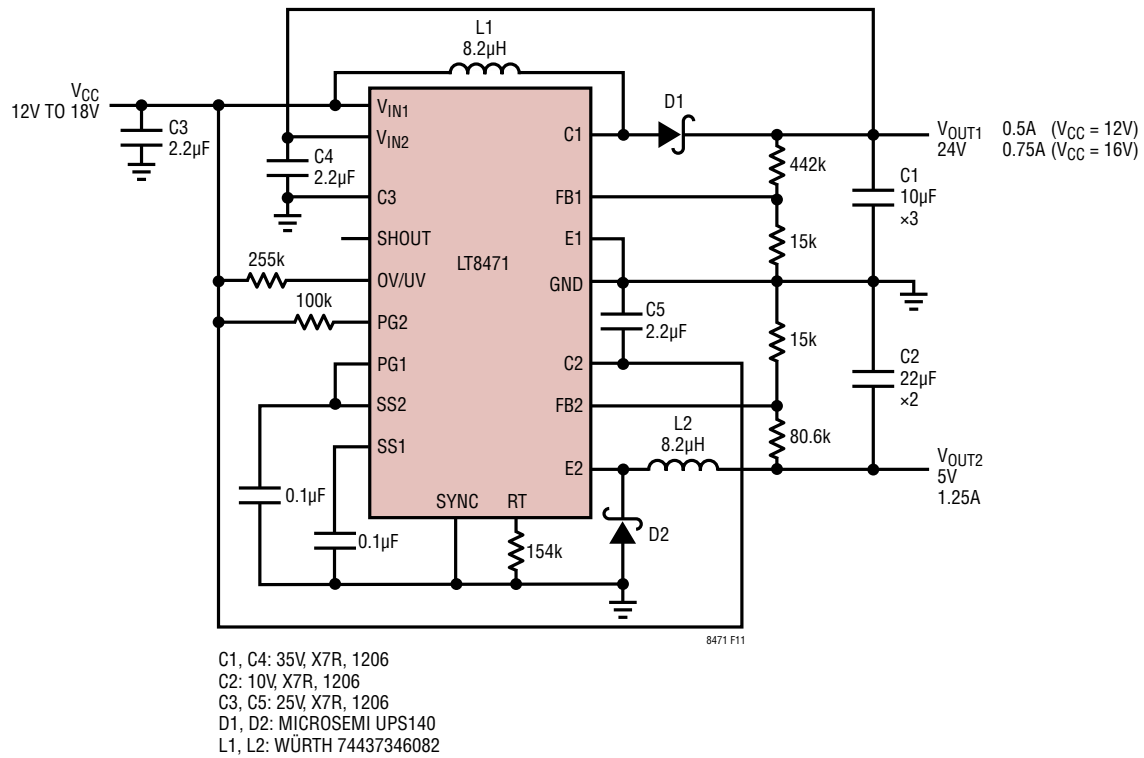 L1
8.2µH
VCC
12V TO 18V
C3
2.2µF
VIN1
VIN2
C4
2.2µF
C3
SHOUT
255k
OV/UV
100k
PG2
PG1
SS2
SS1
0.1µF
0.1µF
SYNC
RT
154k
LT8471
C1
FB1
E1
GND
C2
FB2
E2
D1
442k
15k
C5
2.2µF
15k
80.6k
L2
8.2µH
D2
VOUT1
24V
0.5A (VCC = 12V)
0.75A (VCC = 16V)
C1
10µF
×3
C2
22µF
×2
VOUT2
5V
1.25A
8471 F11
C1, C4: 35V, X7R, 1206
C2: 10V, X7R, 1206
C3, C5: 25V, X7R, 1206
D1, D2: MICROSEMI UPS140
L1, L2: WÜRTH 74437346082